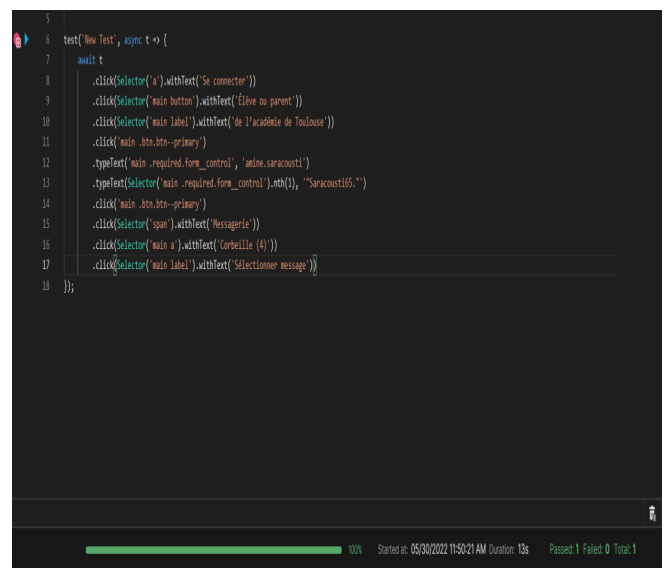 5
6 test(`New Test`, async t => {
7 await t
8 .click(Selector('a').withText('Se connecter'))
9 .click(Selector('main button').withText('Élève ou parent'))
10 .click(Selector('main label').withText('de l'académie de Toulouse'))
11 .click('main .btn.btn--primary')
12 .typeText('main .required.form__control', 'amine.saracousti')
13 .typeText(Selector('main .required.form__control').nth(1), '"Saracousti65."')
14 .click('main .btn.btn--primary')
15 .click(Selector('span').withText('Messagerie'))
16 .click(Selector('main a').withText('Corbeille (4)'))
17 .click(Selector('main label').withText('Sélectionner message'))
18 });
100% Started at: 05/30/2022 11:50:21 AM Duration: 13s Passed: 1 Failed: 0 Total: 1